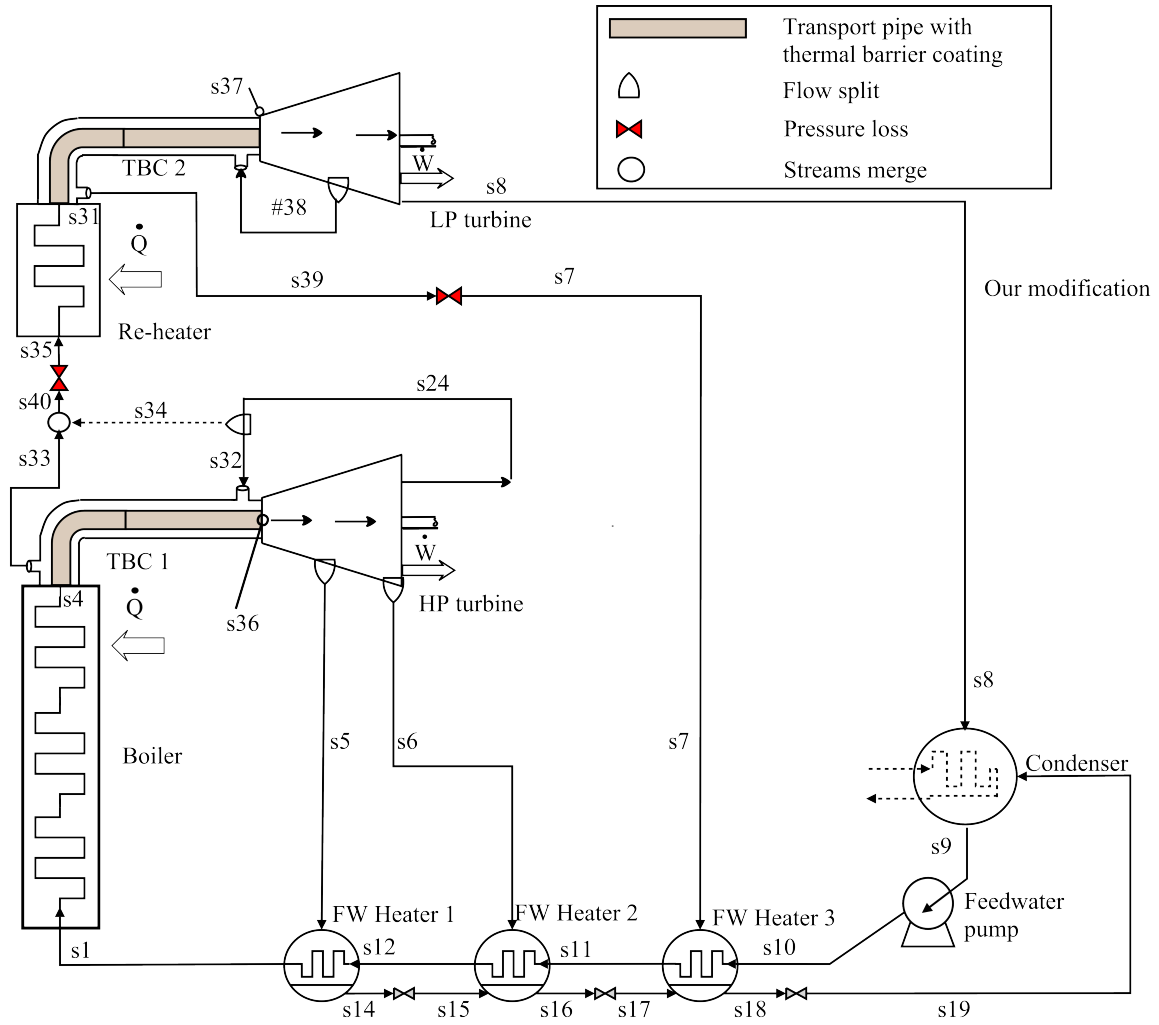 Transport pipe with
thermal barrier coating
Flow split
Pressure loss
Streams merge
s37
TBC 2
Ẇ
s8
#38
LP turbine
s31
Q̇
s39
s7
Our modification
Re-heater
s35
s24
s40
s34
s33
s32
TBC 1
Ẇ
s4
Q̇
HP turbine
s36
s8
s5
s6
s7
Boiler
Condenser
s9
FW Heater 1
FW Heater 2
FW Heater 3
Feedwater
pump
s1
s12
s11
s10
s14
s15
s16
s17
s18
s19